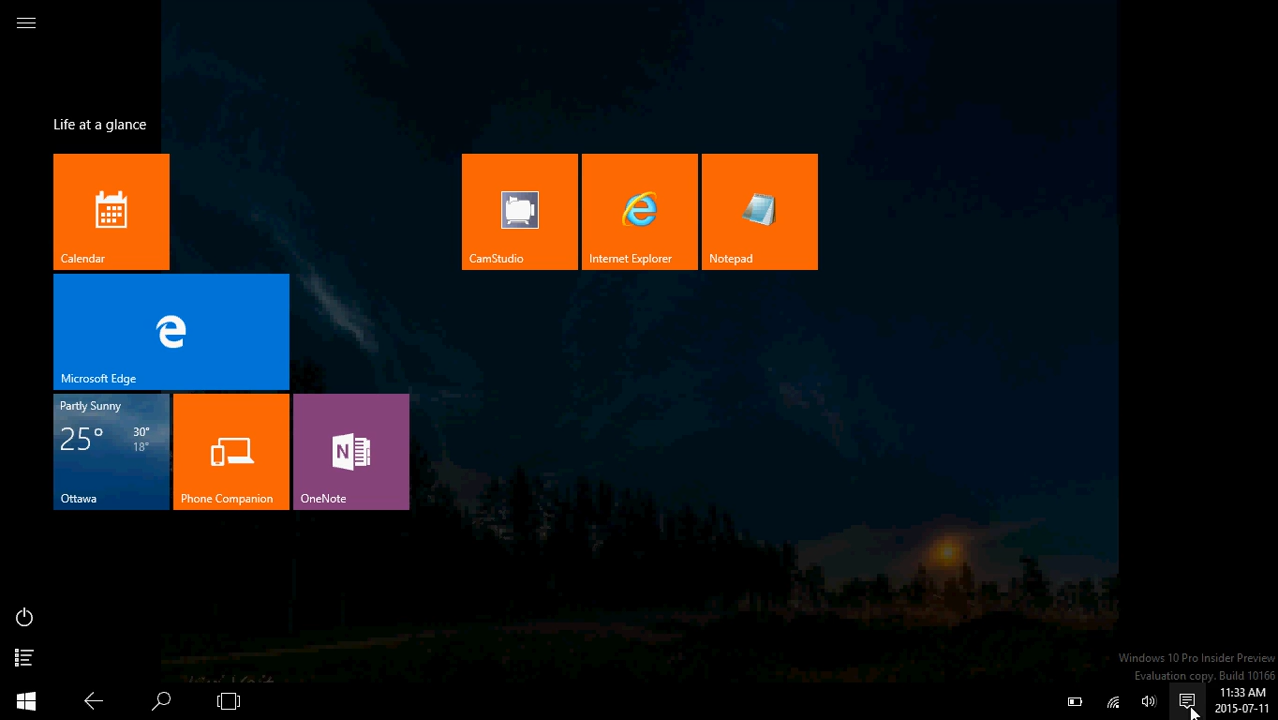 Life at a glance
Calendar
CamStudio
Internet Explorer
Notepad
Microsoft Edge
Partly Sunny
25°
30°
18°
Ottawa
Phone Companion
N
OneNote
Windows 10 Pro Insider Preview
Evaluation copy. Build 10166
11:33 AM
2015-07-11